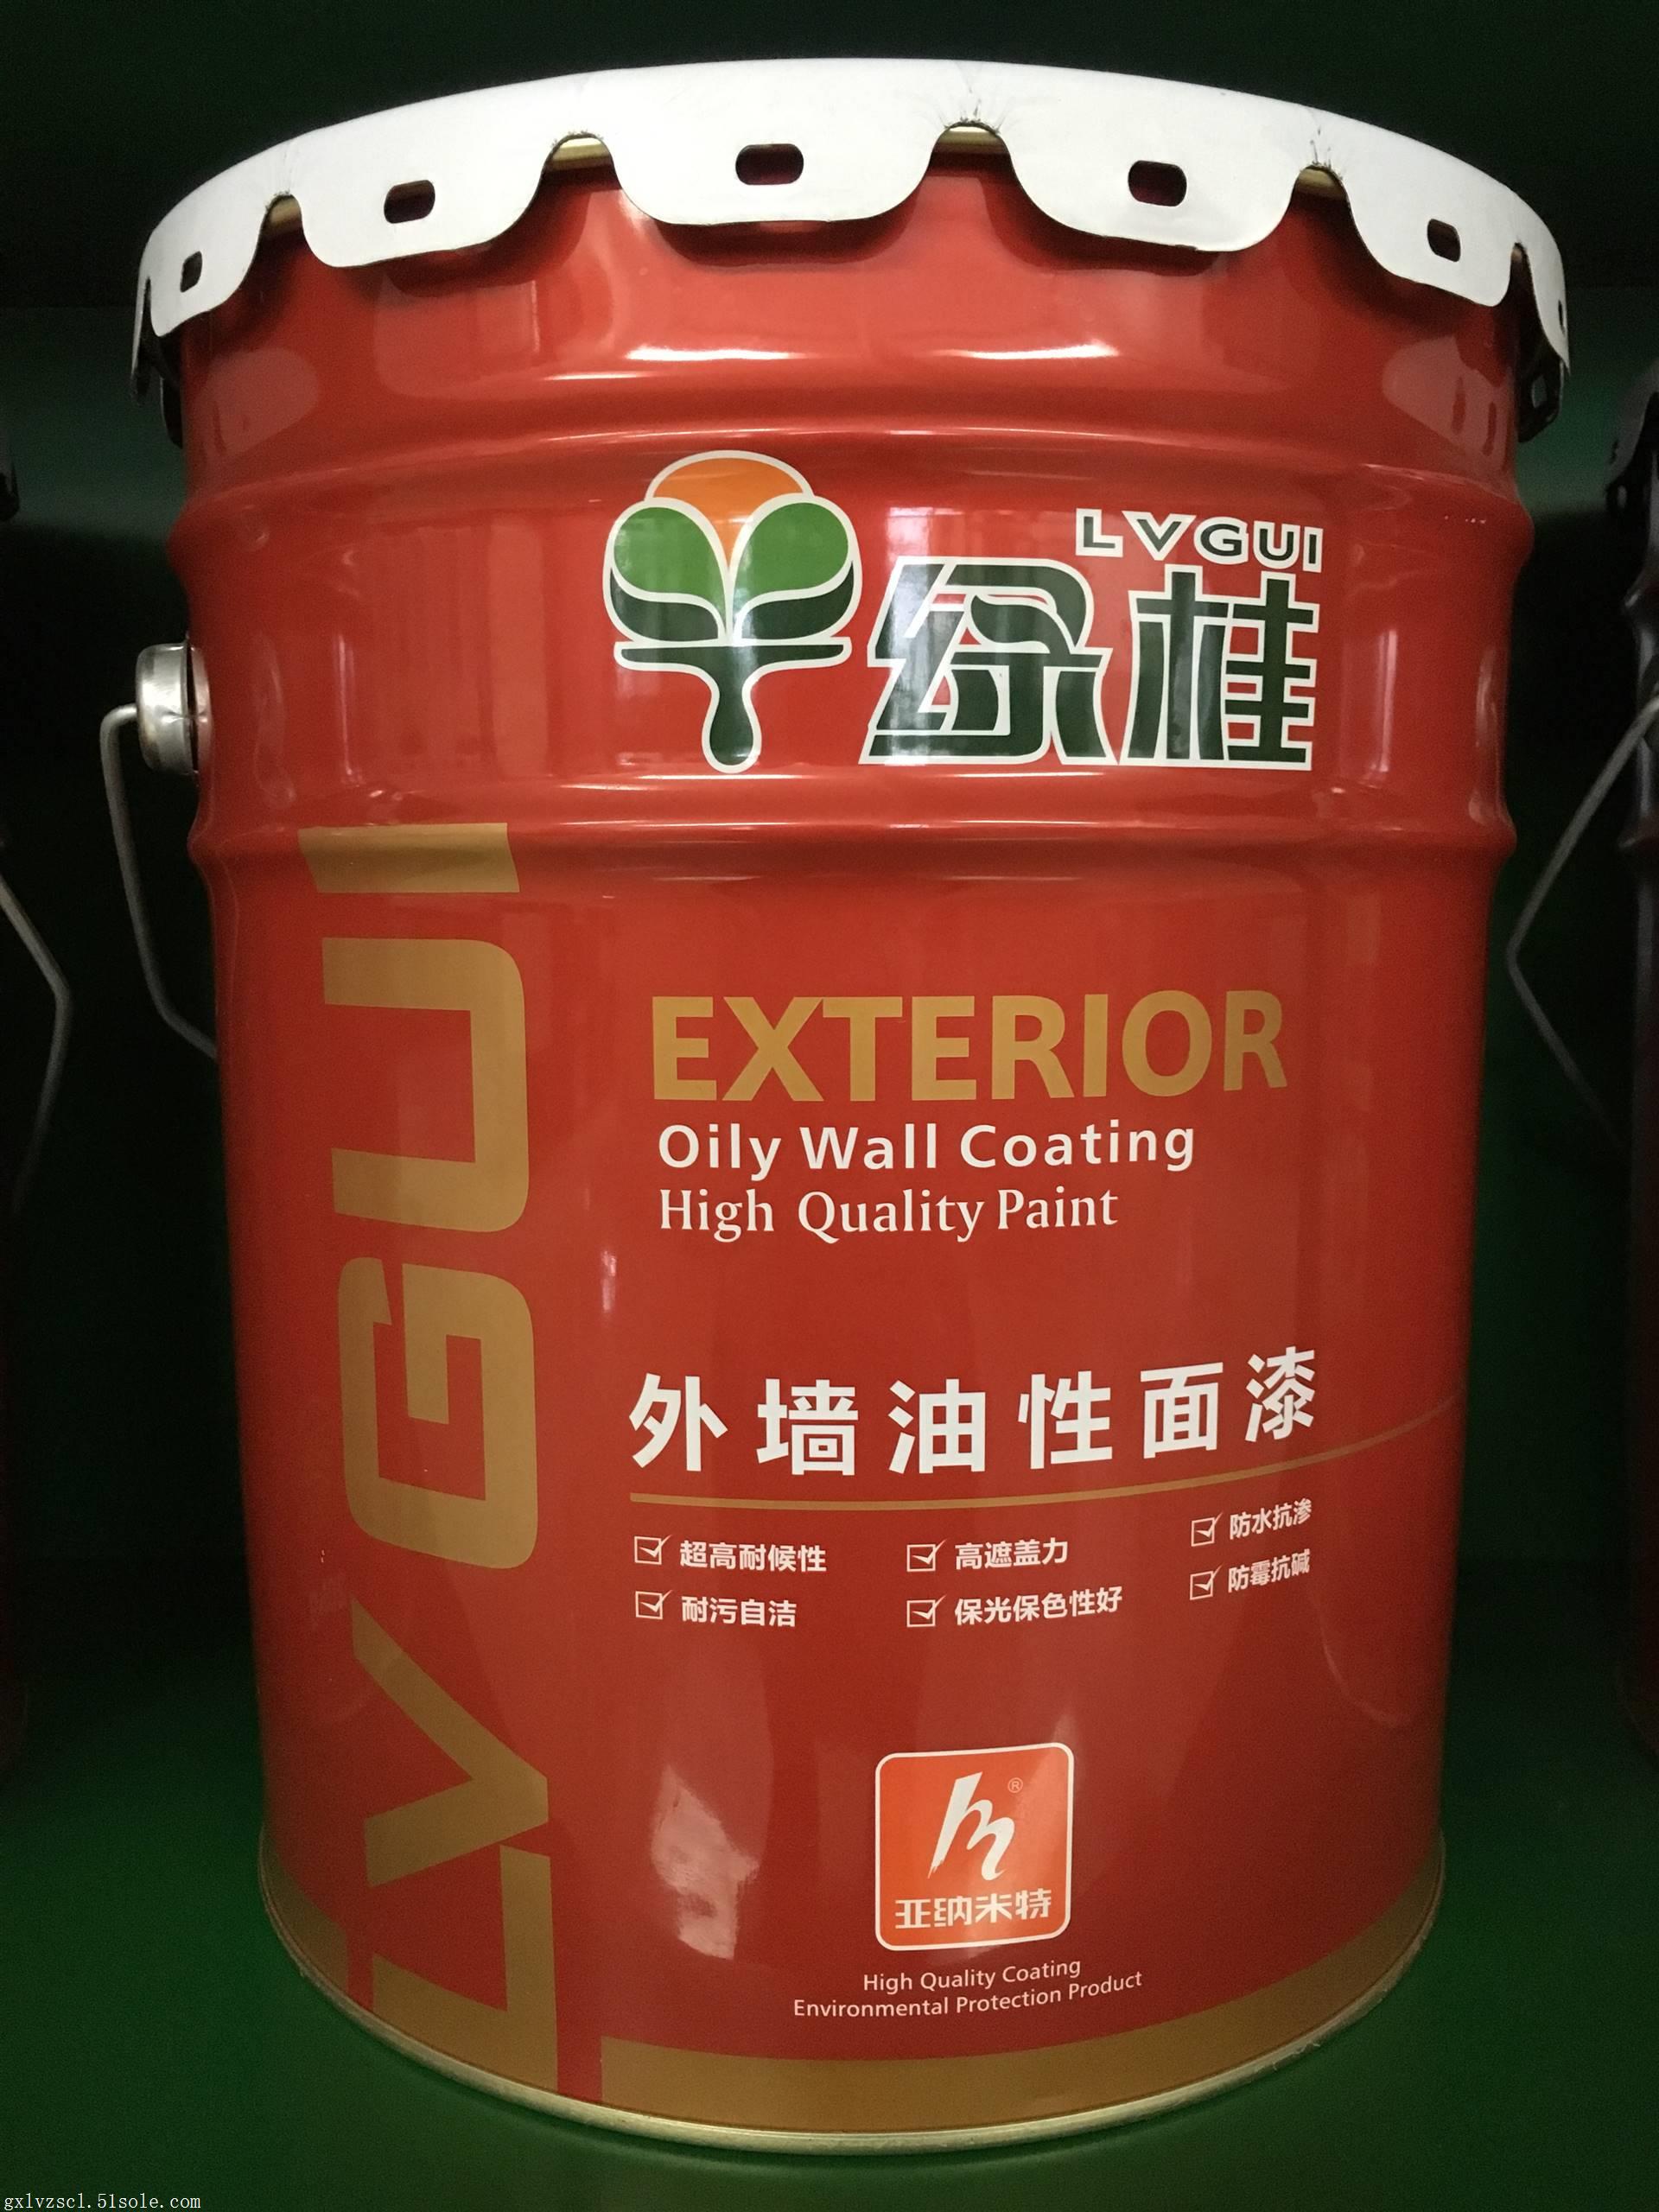 LVGUI
绿桂
LVGUI
EXTERIOR
Oily Wall Coating
High Quality Paint
外墙油性面漆
超高耐候性 高遮盖力 防水抗渗
耐污自洁 保光保色性好 防霉抗碱
®
亚纳米特
High Quality Coating
Environmental Protection Product
gxlvzscl.51sole.com